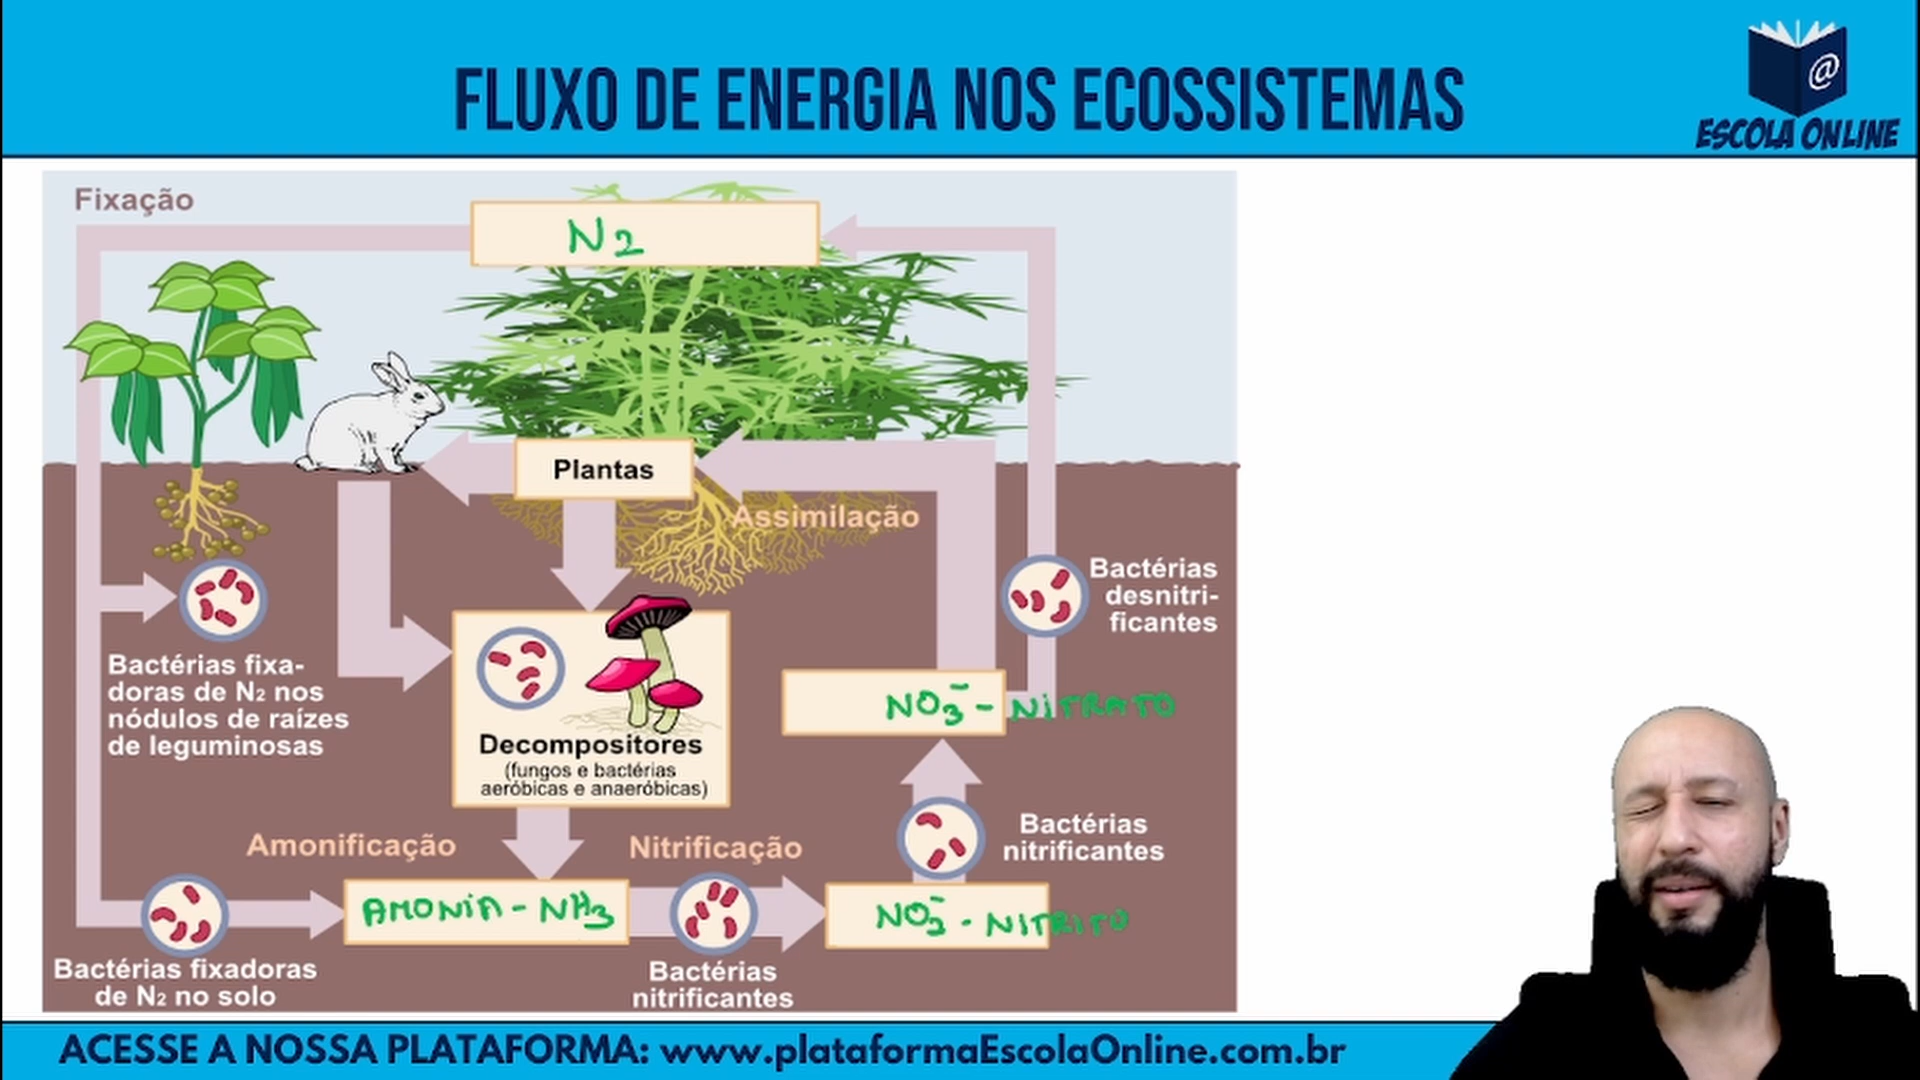 FLUXO DE ENERGIA NOS ECOSSISTEMAS
@
ESCOLA ONLINE
Fixação
N2
Plantas
Assimilação
Bactérias
desnitri-
ficantes
Bactérias fixa-
doras de N2 nos
nódulos de raízes
de leguminosas
NO3⁻ - NITRATO
Decompositores
(fungos e bactérias
aeróbicas e anaeróbicas)
Bactérias
nitrificantes
Amonificação
Nitrificação
AMONIA - NH3
NO2⁻ - NITRITO
Bactérias fixadoras
de N2 no solo
Bactérias
nitrificantes
ACESSE A NOSSA PLATAFORMA: www.plataformaEscolaOnline.com.br